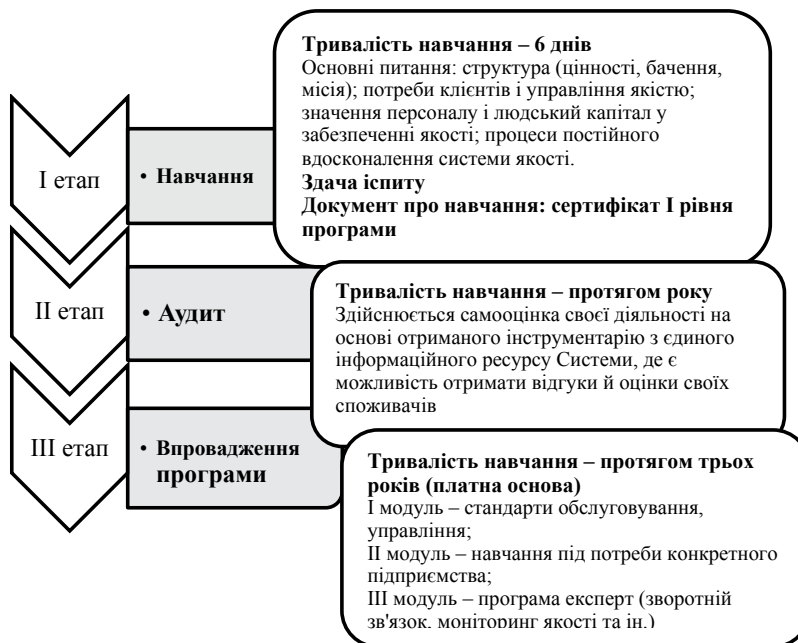 I етап
• Навчання
Тривалість навчання – 6 днів
Основні питання: структура (цінності, бачення,
місія); потреби клієнтів і управління якістю;
значення персоналу і людський капітал у
забезпеченні якості; процеси постійного
вдосконалення системи якості.
Здача іспиту
Документ про навчання: сертифікат I рівня
програми
II етап
• Аудит
Тривалість навчання – протягом року
Здійснюється самооцінка своєї діяльності на
основі отриманого інструментарію з єдиного
інформаційного ресурсу Системи, де є
можливість отримати відгуки й оцінки своїх
споживачів
III етап
• Впровадження
програми
Тривалість навчання – протягом трьох
років (платна основа)
I модуль – стандарти обслуговування,
управління;
II модуль – навчання під потреби конкретного
підприємства;
III модуль – програма експерт (зворотній
зв'язок, моніторинг якості та ін.)